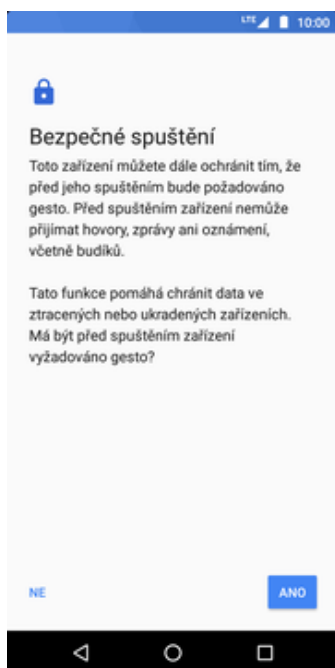 LTE 10:00
Bezpečné spuštění
Toto zařízení můžete dále ochránit tím, že
před jeho spuštěním bude požadováno
gesto. Před spuštěním zařízení nemůže
přijímat hovory, zprávy ani oznámení,
včetně budíků.
Tato funkce pomáhá chránit data ve
ztracených nebo ukradených zařízeních.
Má být před spuštěním zařízení
vyžadováno gesto?
NE ANO